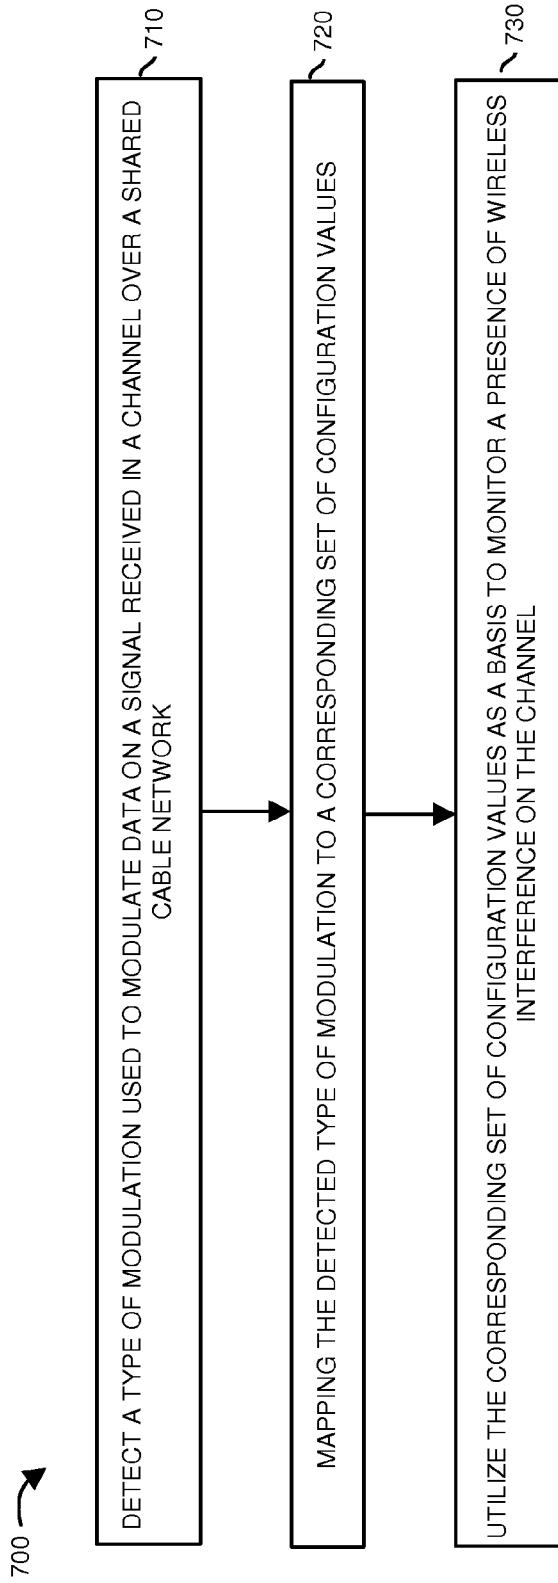 700
710
DETECT A TYPE OF MODULATION USED TO MODULATE DATA ON A SIGNAL RECEIVED IN A CHANNEL OVER A SHARED
CABLE NETWORK
720
MAPPING THE DETECTED TYPE OF MODULATION TO A CORRESPONDING SET OF CONFIGURATION VALUES
730
UTILIZE THE CORRESPONDING SET OF CONFIGURATION VALUES AS A BASIS TO MONITOR A PRESENCE OF WIRELESS
INTERFERENCE ON THE CHANNEL